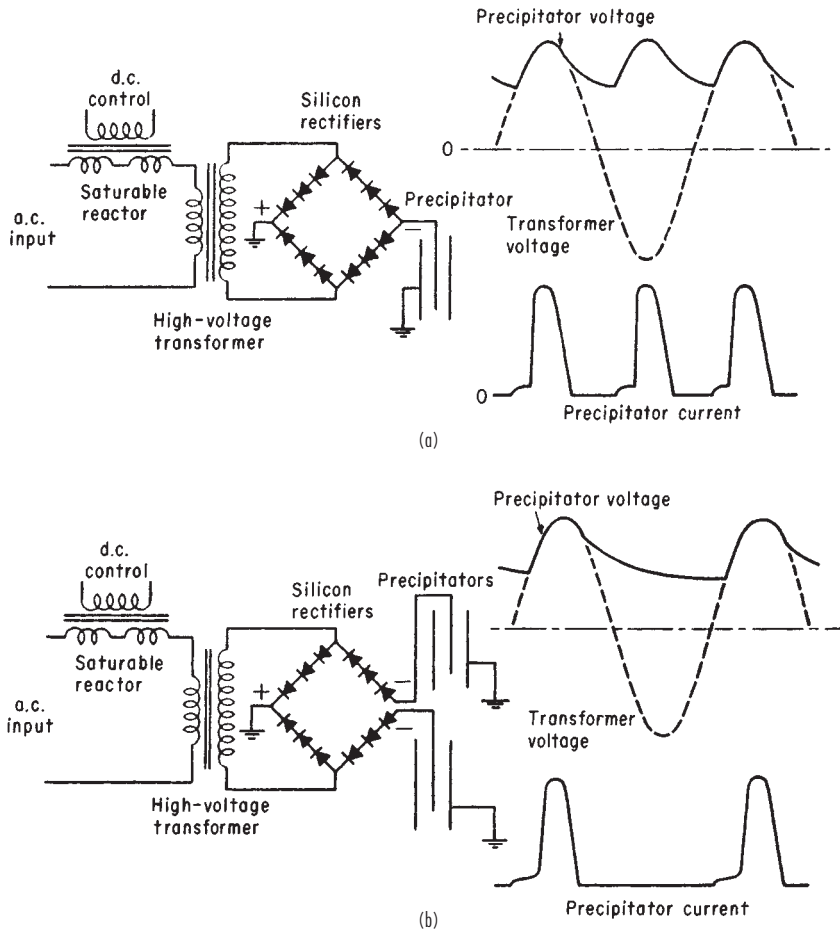 Precipitator voltage
d.c.
control
Silicon
rectifiers
Saturable
reactor
a.c.
input
+
Precipitator
−
High-voltage
transformer
0
Transformer
voltage
0
Precipitator current
(a)
Precipitator voltage
d.c.
control
Silicon
rectifiers
Precipitators
Saturable
reactor
a.c.
input
+
−
−
High-voltage
transformer
Transformer
voltage
Precipitator current
(b)